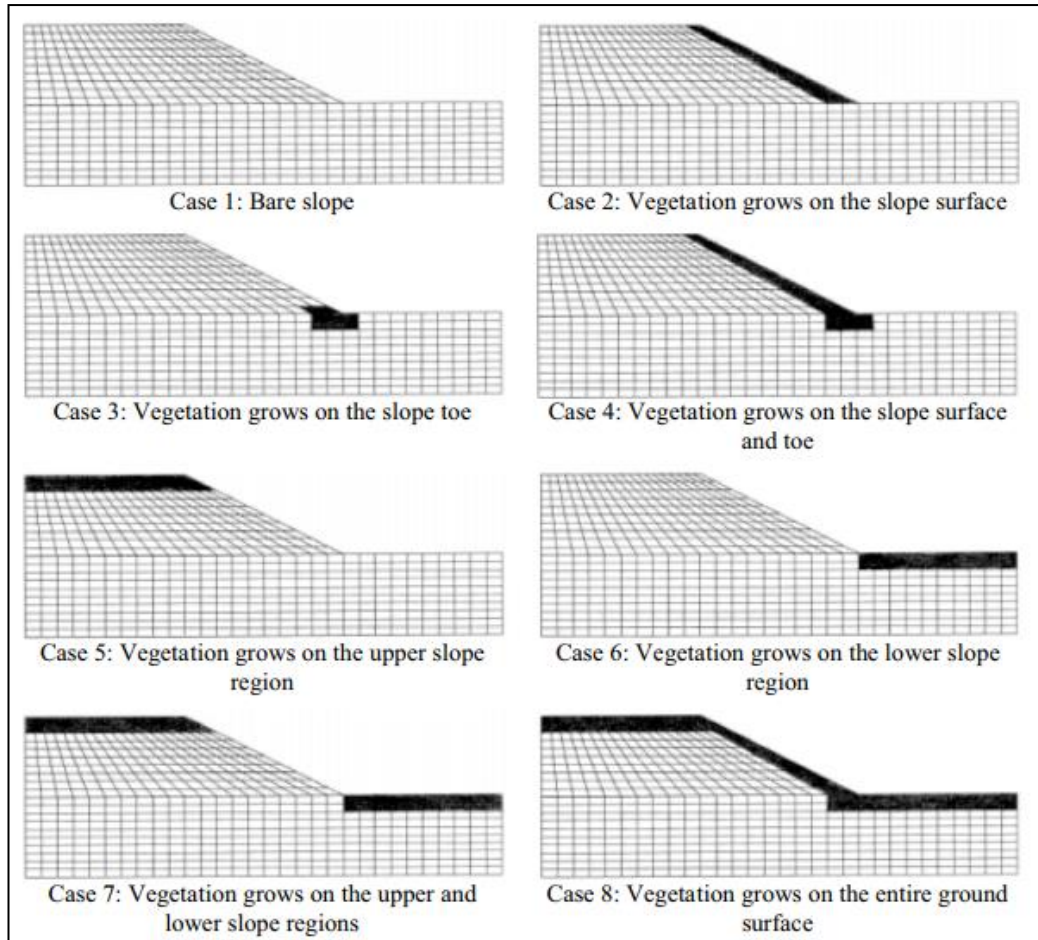 Case 1: Bare slope
Case 2: Vegetation grows on the slope surface
Case 3: Vegetation grows on the slope toe
Case 4: Vegetation grows on the slope surface
and toe
Case 5: Vegetation grows on the upper slope
region
Case 6: Vegetation grows on the lower slope
region
Case 7: Vegetation grows on the upper and
lower slope regions
Case 8: Vegetation grows on the entire ground
surface